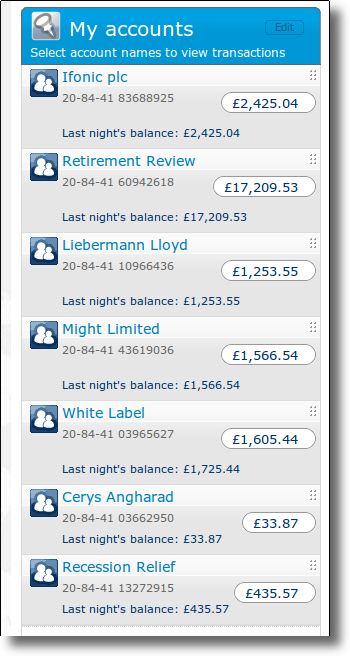 My accounts
Edit
Select account names to view transactions
Ifonic plc
20-84-41 83688925
£2,425.04
Last night's balance: £2,425.04
Retirement Review
20-84-41 60942618
£17,209.53
Last night's balance: £17,209.53
Liebermann Lloyd
20-84-41 10966436
£1,253.55
Last night's balance: £1,253.55
Might Limited
20-84-41 43619036
£1,566.54
Last night's balance: £1,566.54
White Label
20-84-41 03965627
£1,605.44
Last night's balance: £1,725.44
Cerys Angharad
20-84-41 03662950
£33.87
Last night's balance: £33.87
Recession Relief
20-84-41 13272915
£435.57
Last night's balance: £435.57